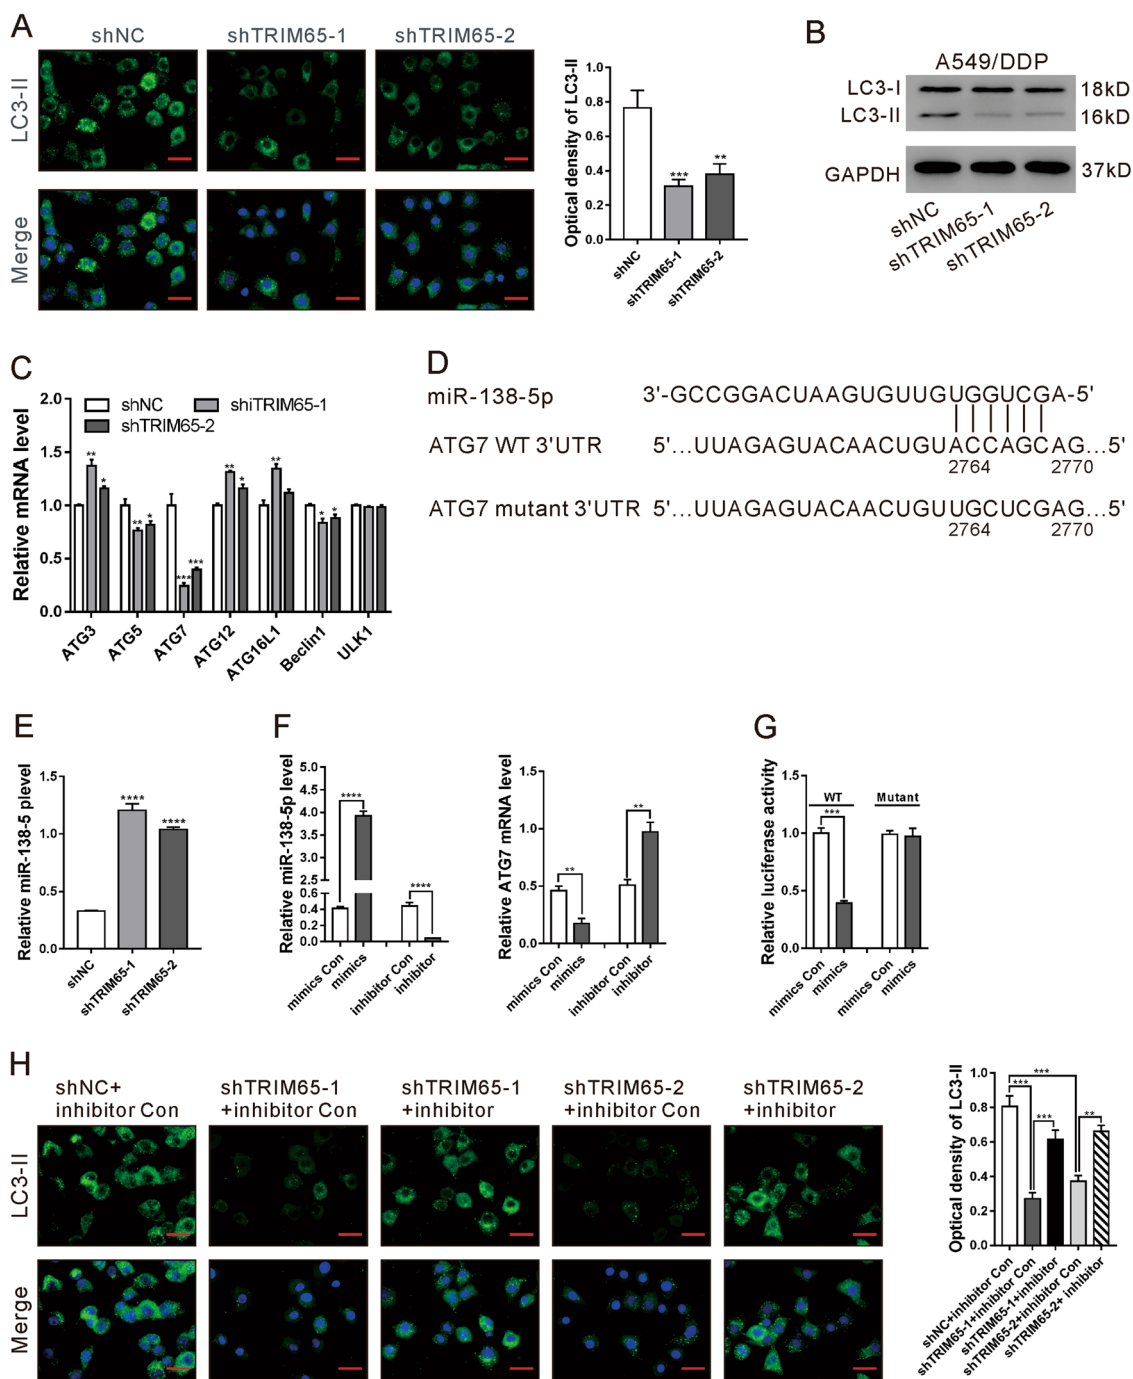 A
shNC
shTRIM65-1
shTRIM65-2
LC3-II
Merge
Optical density of LC3-II
1.0
0.8
0.6
0.4
0.2
0.0
***
**
shNC
shTRIM65-1
shTRIM65-2
B
A549/DDP
LC3-I
18kD
LC3-II
16kD
GAPDH
37kD
shNC
shTRIM65-1
shTRIM65-2
C
Relative mRNA level
2.0
1.5
1.0
0.5
0.0
shNC
shiTRIM65-1
shTRIM65-2
** *
** *
*** ***
** *
**
* *
ATG3
ATG5
ATG7
ATG12
ATG16L1
Beclin1
ULK1
D
miR-138-5p 3'-GCCGGACUAAGUGUUGUGGUCGA-5'
ATG7 WT 3'UTR 5'...UUAGAGUACAACUGUACCAGCAG...5'
2764 2770
ATG7 mutant 3'UTR 5'...UUAGAGUACAACUGUUGCUCGAG...5'
2764 2770
E
Relative miR-138-5 plevel
1.5
1.0
0.5
0.0
****
****
shNC
shTRIM65-1
shTRIM65-2
F
Relative miR-138-5p level
5.0
4.5
4.0
3.5
3.0
2.5
2.0
1.5
1.0
0.4
0.2
0.0
****
****
mimics Con
mimics
inhibitor Con
inhibitor
Relative ATG7 mRNA level
1.5
1.0
0.5
0.0
**
**
mimics Con
mimics
inhibitor Con
inhibitor
G
Relative luciferase activity
1.5
1.0
0.5
0.0
WT
Mutant
***
mimics Con
mimics
mimics Con
mimics
H
shNC+
inhibitor Con
shTRIM65-1
+inhibitor Con
shTRIM65-1
+inhibitor
shTRIM65-2
+inhibitor Con
shTRIM65-2
+inhibitor
LC3-II
Merge
Optical density of LC3-II
1.0
0.8
0.6
0.4
0.2
0.0
***
***
***
**
shNC+inhibitor Con
shTRIM65-1+inhibitor Con
shTRIM65-1+inhibitor
shTRIM65-2+inhibitor Con
shTRIM65-2+ inhibitor